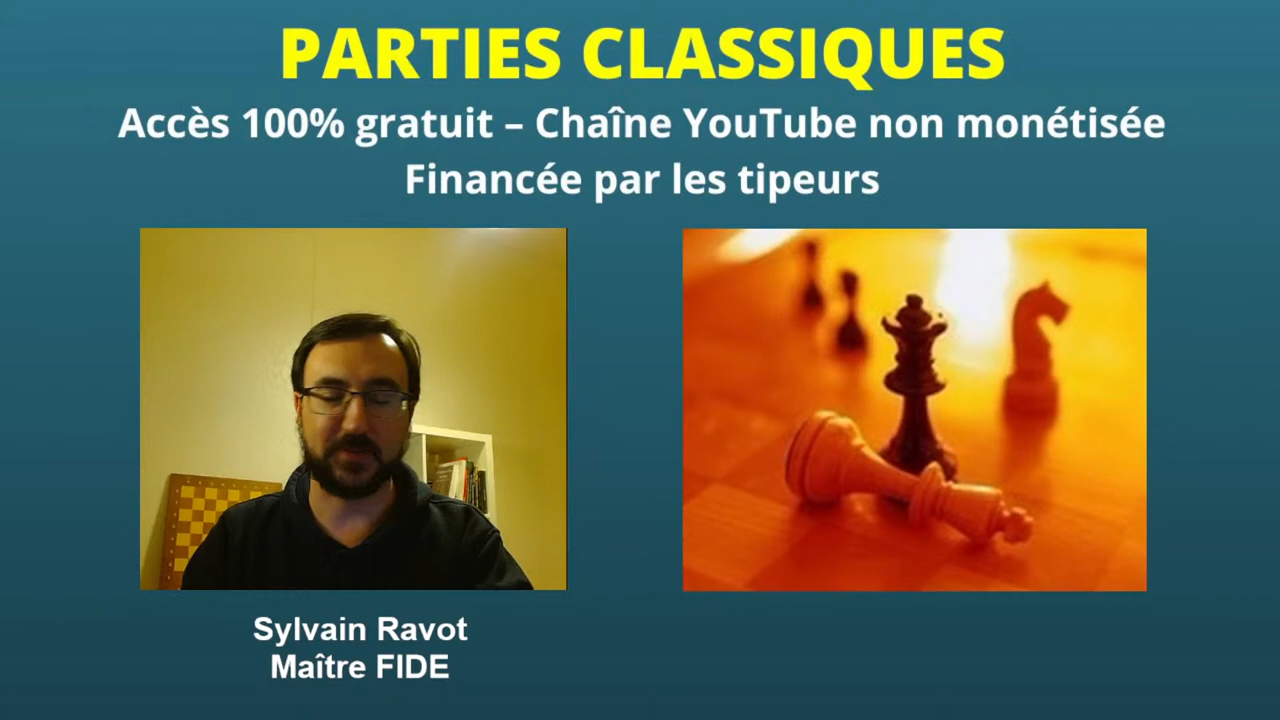 PARTIES CLASSIQUES
Accès 100% gratuit – Chaîne YouTube non monétisée
Financée par les tipeurs
Sylvain Ravot
Maître FIDE